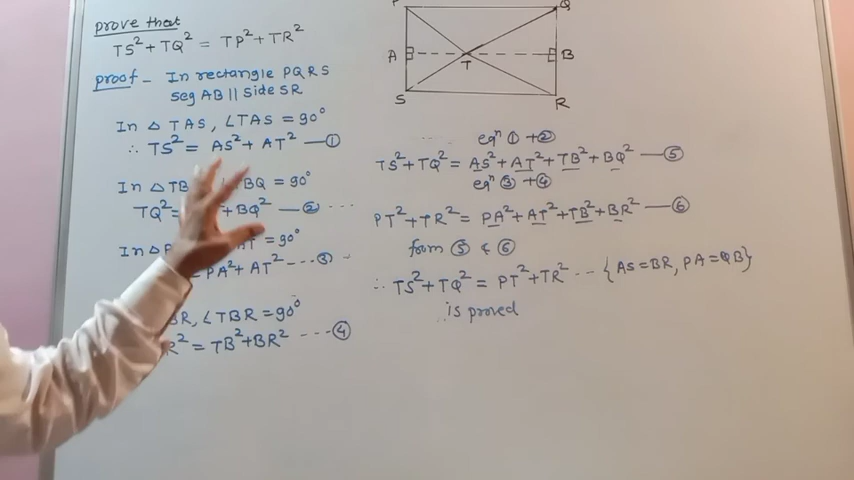 prove that
TS² + TQ² = TP² + TR²
proof - In rectangle PQRS
seg AB || Side SR
In △ TAS, ∠TAS = 90°
∴ TS² = AS² + AT² —①
In △ TB BQ = 90°
TQ² = + BQ² —② ...
In △ = 90°
PA² + AT² ---③
BR, ∠TBR = 90°
R² = TB² + BR² ----④
P
Q
A
T
B
S
R
eqⁿ ① + ②
TS² + TQ² = AS² + AT² + TB² + BQ² —⑤
eqⁿ ③ + ④
PT² + TR² = PA² + AT² + TB² + BR² —⑥
from ⑤ & ⑥
∴ TS² + TQ² = PT² + TR² --- {AS = BR, PA = QB}
is proved